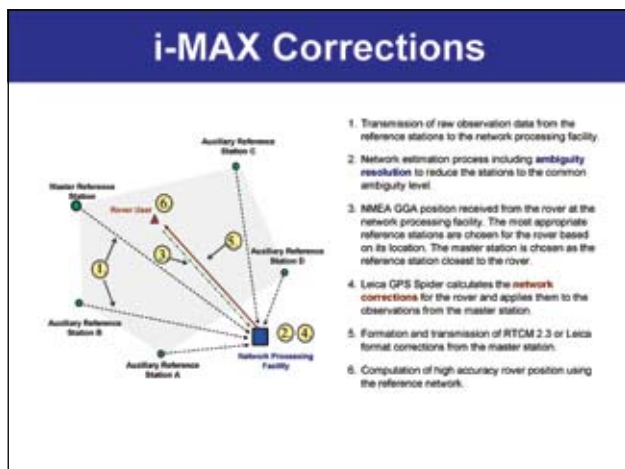 i-MAX Corrections
Auxiliary Reference
Station C
Master Reference
Station
Rover User
6
5
3
1
Auxiliary Reference
Station D
Auxiliary Reference
Station B
2
4
Network Processing
Facility
Auxiliary Reference
Station A
1. Transmission of raw observation data from the
reference stations to the network processing facility.
2. Network estimation process including ambiguity
resolution to reduce the stations to the common
ambiguity level.
3. NMEA GGA position received from the rover at the
network processing facility. The most appropriate
reference stations are chosen for the rover based
on its location. The master station is chosen as the
reference station closest to the rover.
4. Leica GPS Spider calculates the network
corrections for the rover and applies them to the
observations from the master station.
5. Formation and transmission of RTCM 2.3 or Leica
format corrections from the master station.
6. Computation of high accuracy rover position using
the reference network.